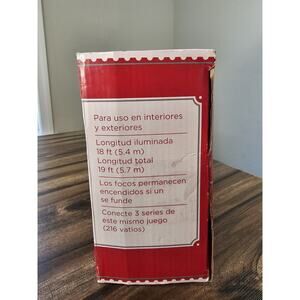 Para uso en interiores
y exteriores
Longitud iluminada
18 ft (5.4 m)
Longitud total
19 ft (5.7 m)
Los focos permanecen
encendidos si un
se funde
Conecte 3 series de
este mismo juego
(216 vatios)